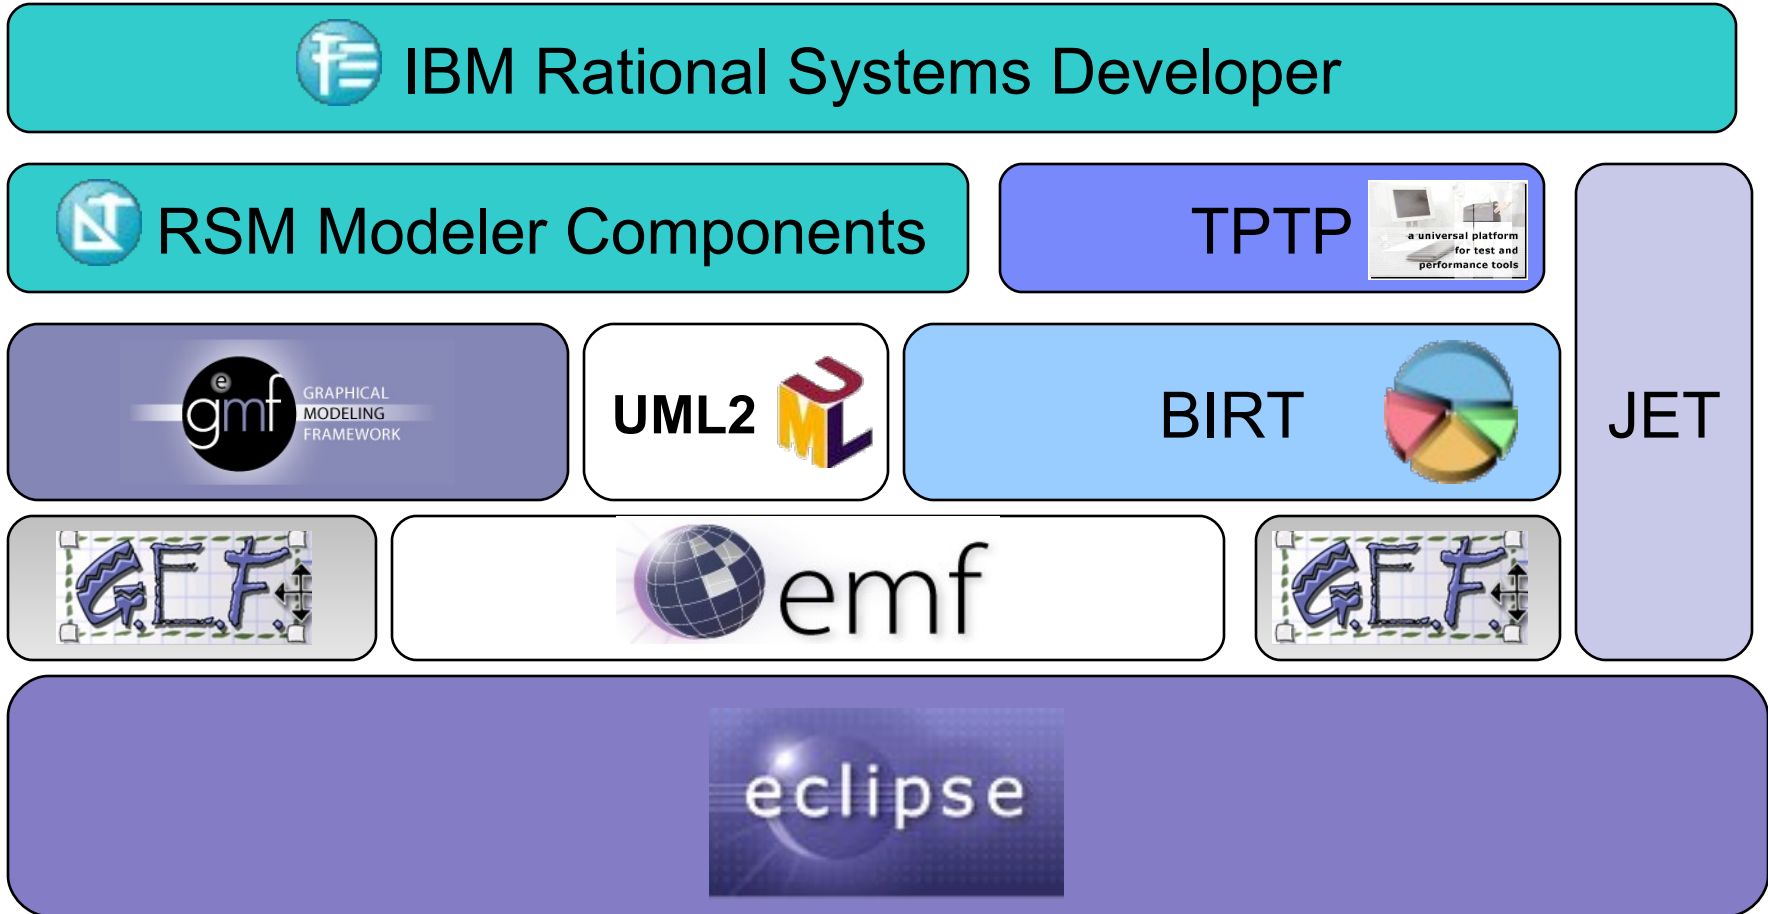 IBM Rational Systems Developer
RSM Modeler Components
TPTP
a universal platform
for test and
performance tools
e
gmf
GRAPHICAL
MODELING
FRAMEWORK
UML2
UML
BIRT
JET
G.E.F.
emf
G.E.F.
eclipse